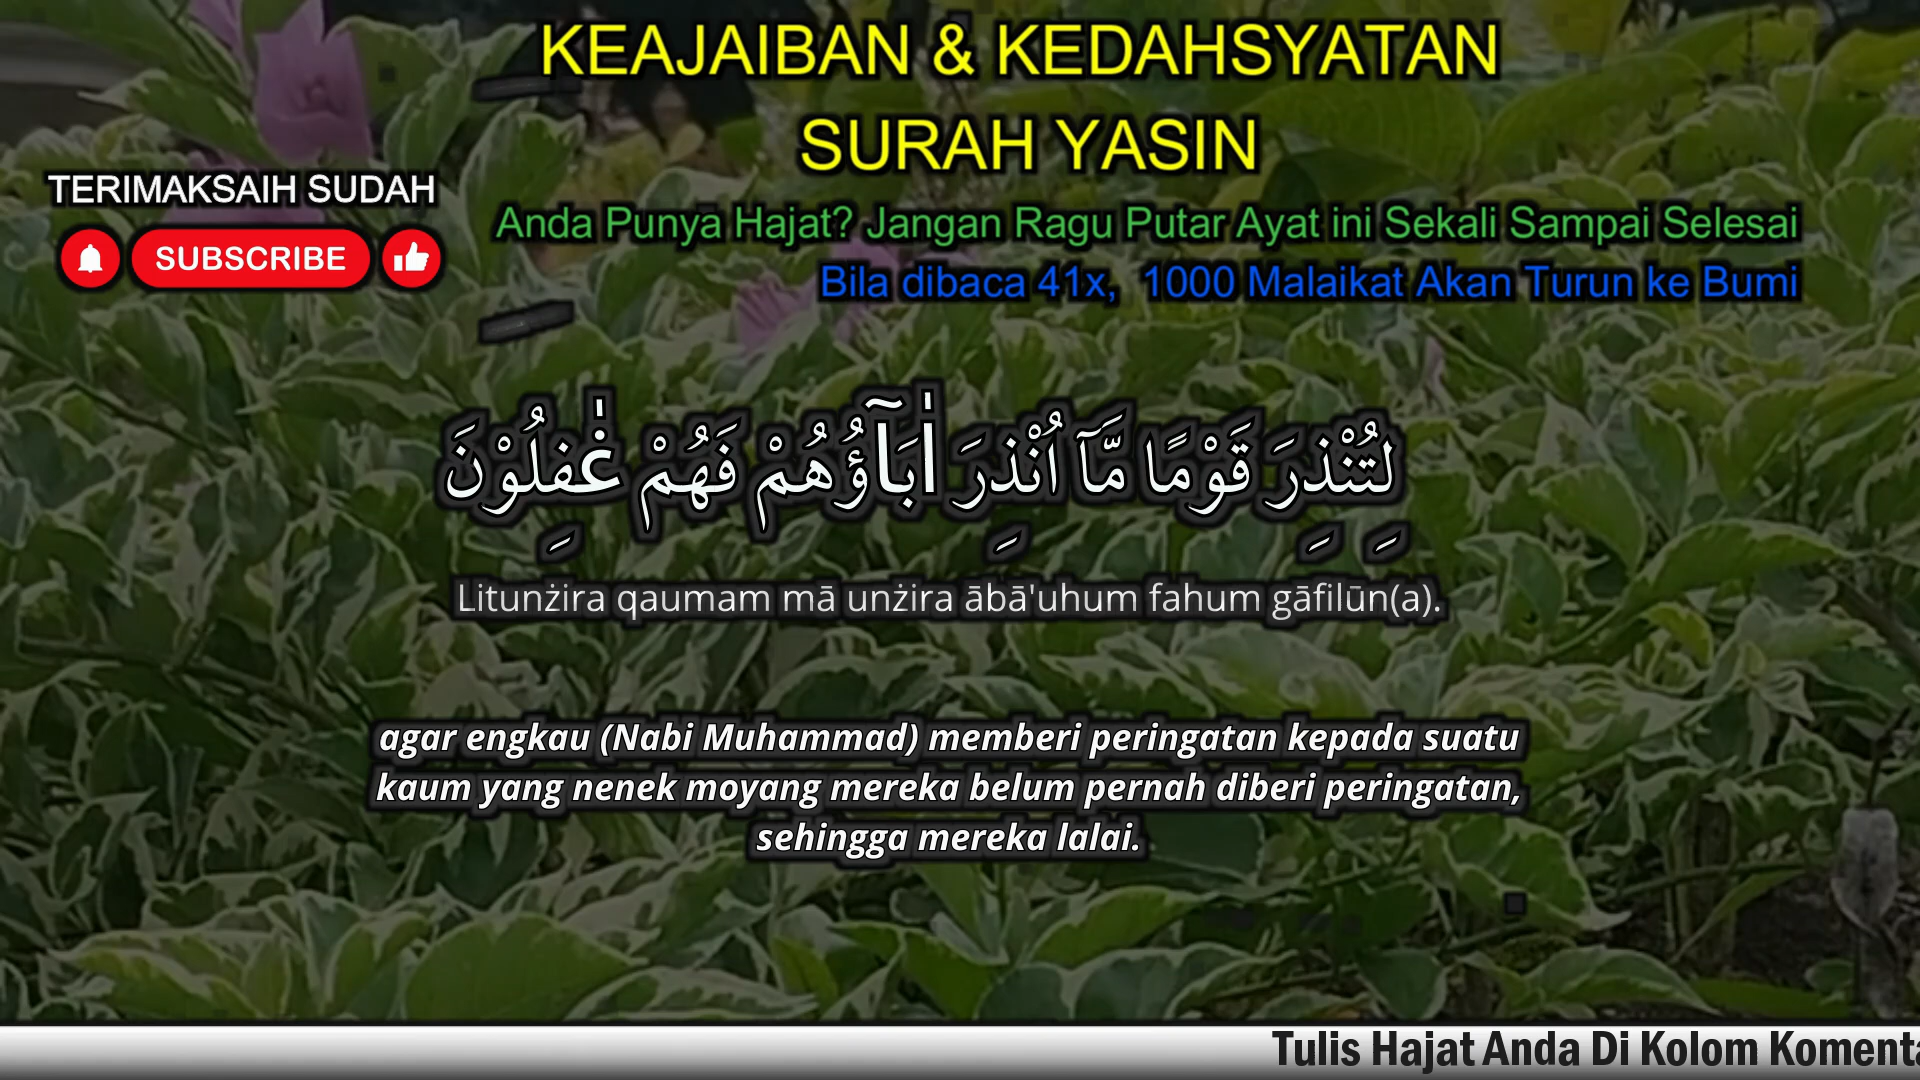 KEAJAIBAN & KEDAHSYATAN
SURAH YASIN
TERIMAKSAIH SUDAH
SUBSCRIBE
Anda Punya Hajat? Jangan Ragu Putar Ayat ini Sekali Sampai Selesai
Bila dibaca 41x, 1000 Malaikat Akan Turun ke Bumi
لِتُنْذِرَ قَوْمًا مَّآ اُنْذِرَ اٰبَاۤؤُهُمْ فَهُمْ غٰفِلُوْنَ
Litunżira qaumam mā unżira ābā'uhum fahum gāfilūn(a).
agar engkau (Nabi Muhammad) memberi peringatan kepada suatu
kaum yang nenek moyang mereka belum pernah diberi peringatan,
sehingga mereka lalai.
Tulis Hajat Anda Di Kolom Komenta